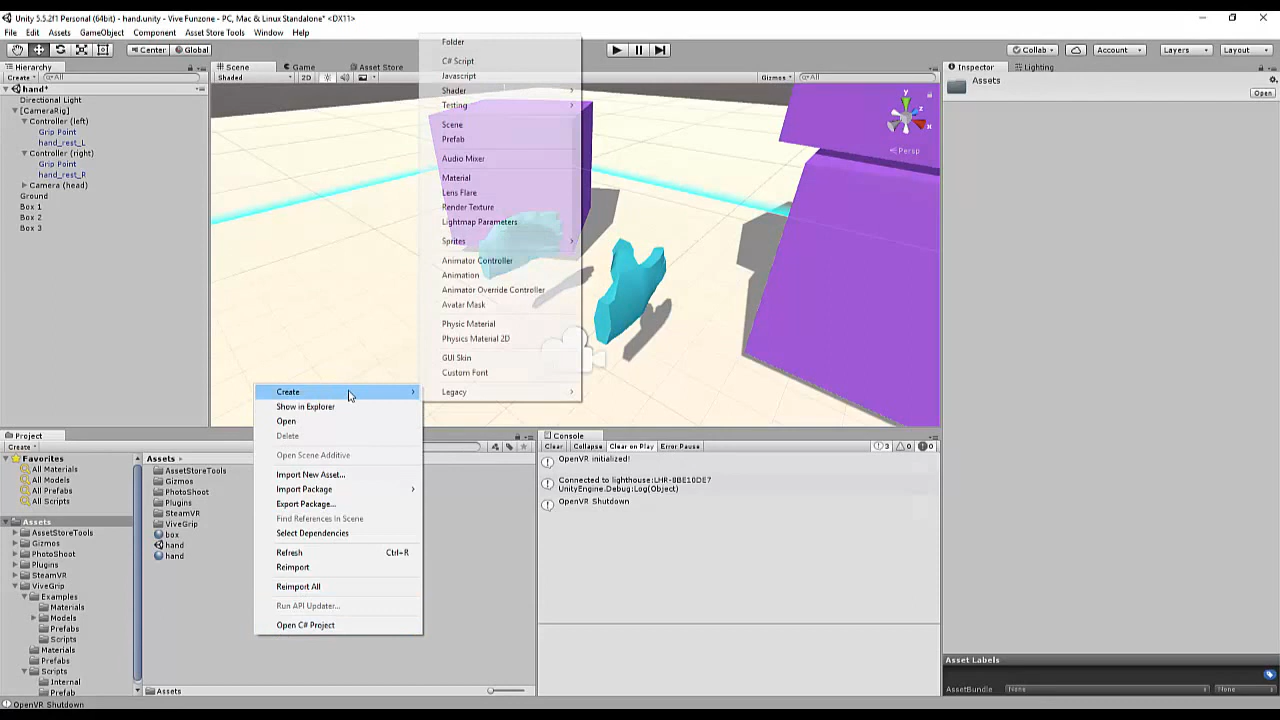 Unity 5.5.2f1 Personal (64bit) - hand.unity - Vive Funzone - PC, Mac & Linux Standalone* <DX11>
File Edit Assets GameObject Component Asset Store Tools Window Help
Center Global Collab Account Layers Layout
Hierarchy
Create All
hand*
Directional Light
[CameraRig]
Controller (left)
Grip Point
hand_rest_L
Controller (right)
Grip Point
hand_rest_R
Camera (head)
Ground
Box 1
Box 2
Box 3
Scene Game Asset Store
Shaded 2D Gizmos All
y
z
x
Persp
Folder
C# Script
Javascript
Shader
Testing
Scene
Prefab
Audio Mixer
Material
Lens Flare
Render Texture
Lightmap Parameters
Sprites
Animator Controller
Animation
Animator Override Controller
Avatar Mask
Physic Material
Physics Material 2D
GUI Skin
Custom Font
Legacy
Create
Show in Explorer
Open
Delete
Open Scene Additive
Import New Asset...
Import Package
Export Package...
Find References In Scene
Select Dependencies
Refresh Ctrl+R
Reimport
Reimport All
Run API Updater...
Open C# Project
Inspector Lighting
Assets
Open
Project
Create
Favorites
All Materials
All Models
All Prefabs
All Scripts
Assets
AssetStoreTools
Gizmos
PhotoShoot
Plugins
SteamVR
ViveGrip
Examples
Materials
Models
Prefabs
Scripts
Materials
Prefabs
Scripts
Internal
Prefab
Assets
AssetStoreTools
Gizmos
PhotoShoot
Plugins
SteamVR
ViveGrip
box
hand
hand
Assets
Console
Clear Collapse Clear on Play Error Pause 3 0 0
OpenVR initialized!
Connected to lighthouse:LHR-8BE10DE7
UnityEngine.Debug:Log(Object)
OpenVR Shutdown
Asset Labels
AssetBundle None None
OpenVR Shutdown